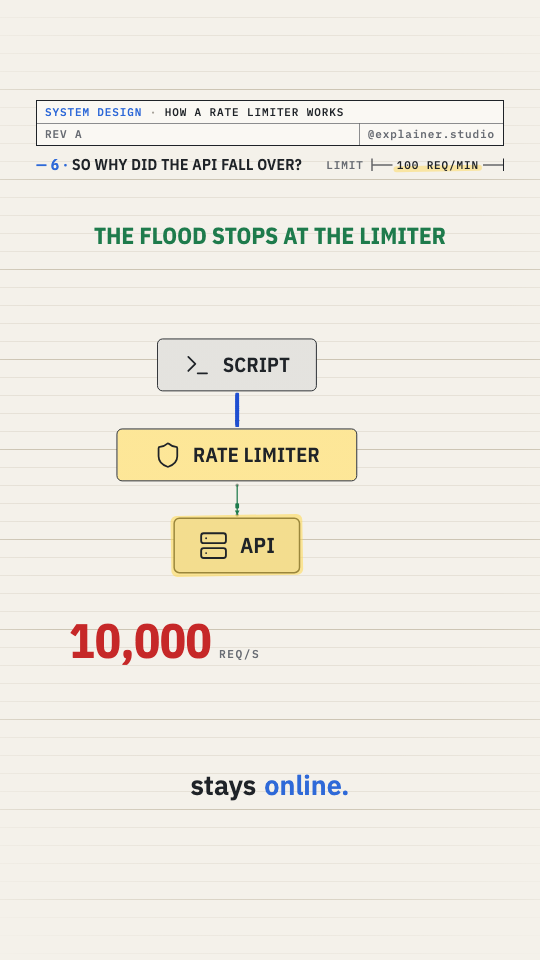 SYSTEM DESIGN · HOW A RATE LIMITER WORKS
REV A
@explainer.studio
— 6 · SO WHY DID THE API FALL OVER?
LIMIT 100 REQ/MIN
THE FLOOD STOPS AT THE LIMITER
SCRIPT
RATE LIMITER
API
10,000 REQ/S
stays online.